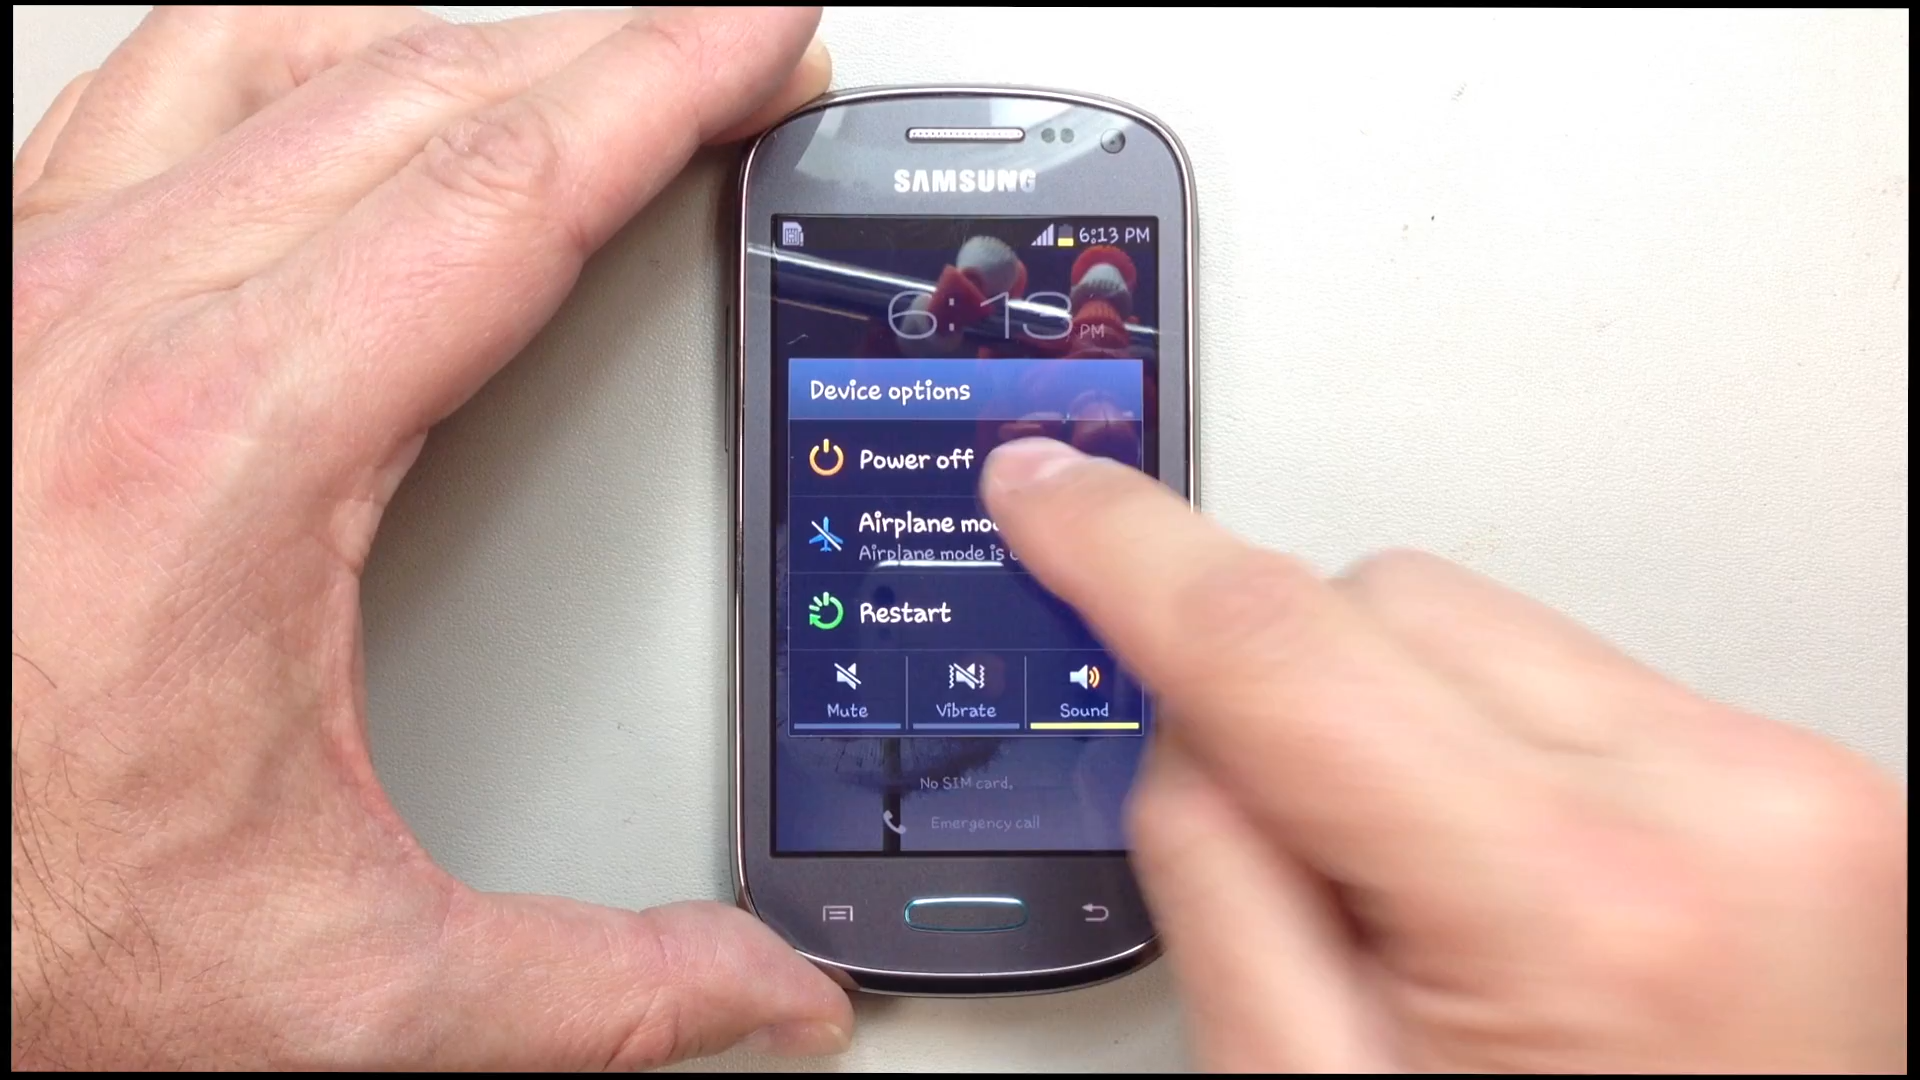 SAMSUNG
6:13 PM
6:13 PM
Device options
Power off
Airplane
Airplane mode is
Restart
Mute Vibrate Sound
No SIM card.
Emergency call